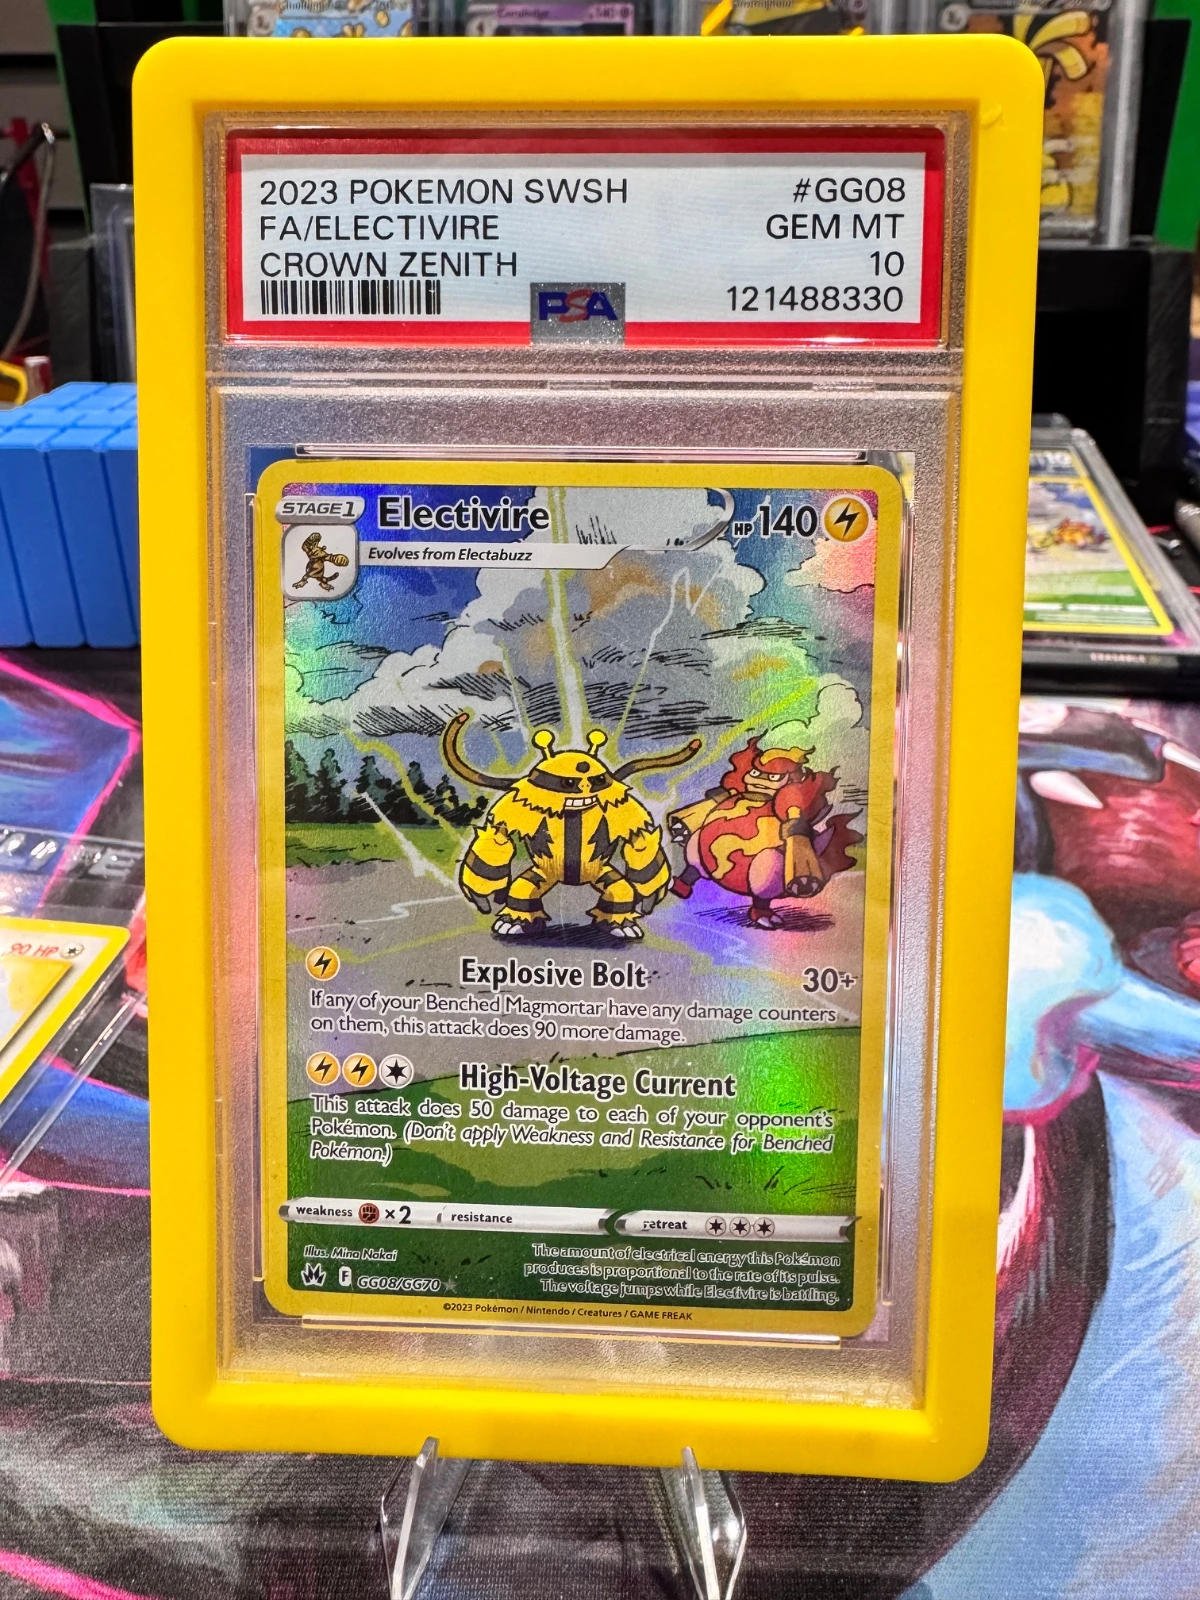 2023 POKEMON SWSH #GG08
FA/ELECTIVIRE GEM MT
CROWN ZENITH 10
PSA 121488330
STAGE 1 Electivire HP 140
Evolves from Electabuzz
Explosive Bolt 30+
If any of your Benched Magmortar have any damage counters
on them, this attack does 90 more damage.
High-Voltage Current
This attack does 50 damage to each of your opponent's
Pokémon. (Don't apply Weakness and Resistance for Benched
Pokémon.)
weakness ×2 resistance retreat
Illus. Mina Nakai
The amount of electrical energy this Pokémon
produces is proportional to the rate of its pulse.
The voltage jumps while Electivire is battling.
F GG08/GG70 ★
©2023 Pokémon / Nintendo / Creatures / GAME FREAK
90 HP